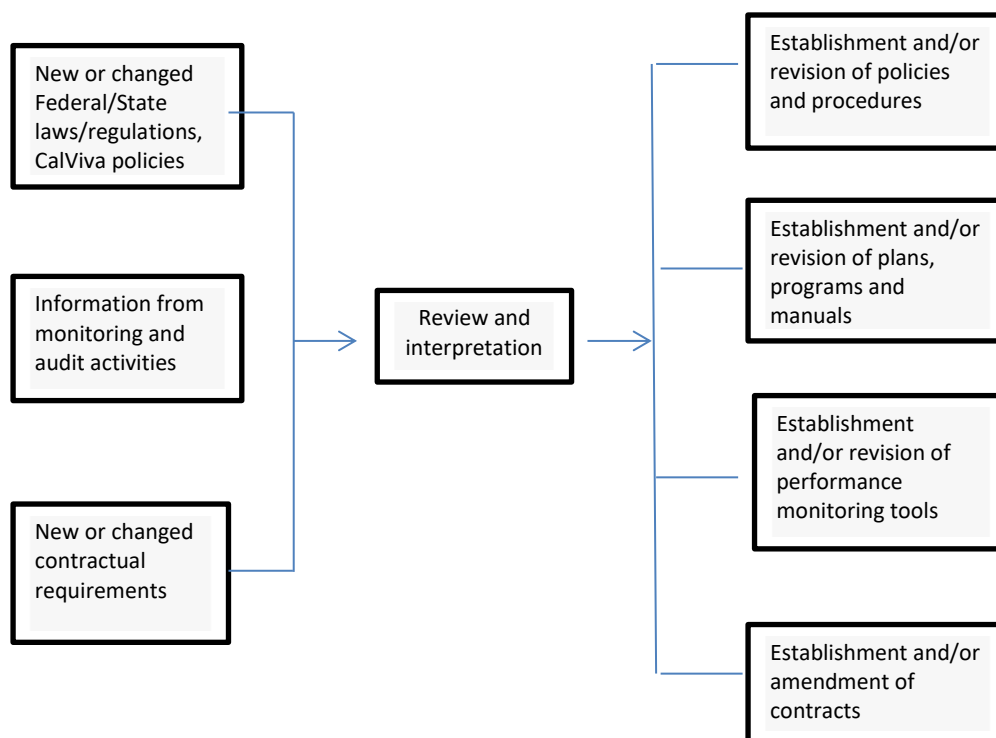 New or changed
Federal/State
laws/regulations,
CalViva policies
Information from
monitoring and
audit activities
New or changed
contractual
requirements
Review and
interpretation
Establishment and/or
revision of policies
and procedures
Establishment and/or
revision of plans,
programs and
manuals
Establishment
and/or revision of
performance
monitoring tools
Establishment and/or
amendment of
contracts